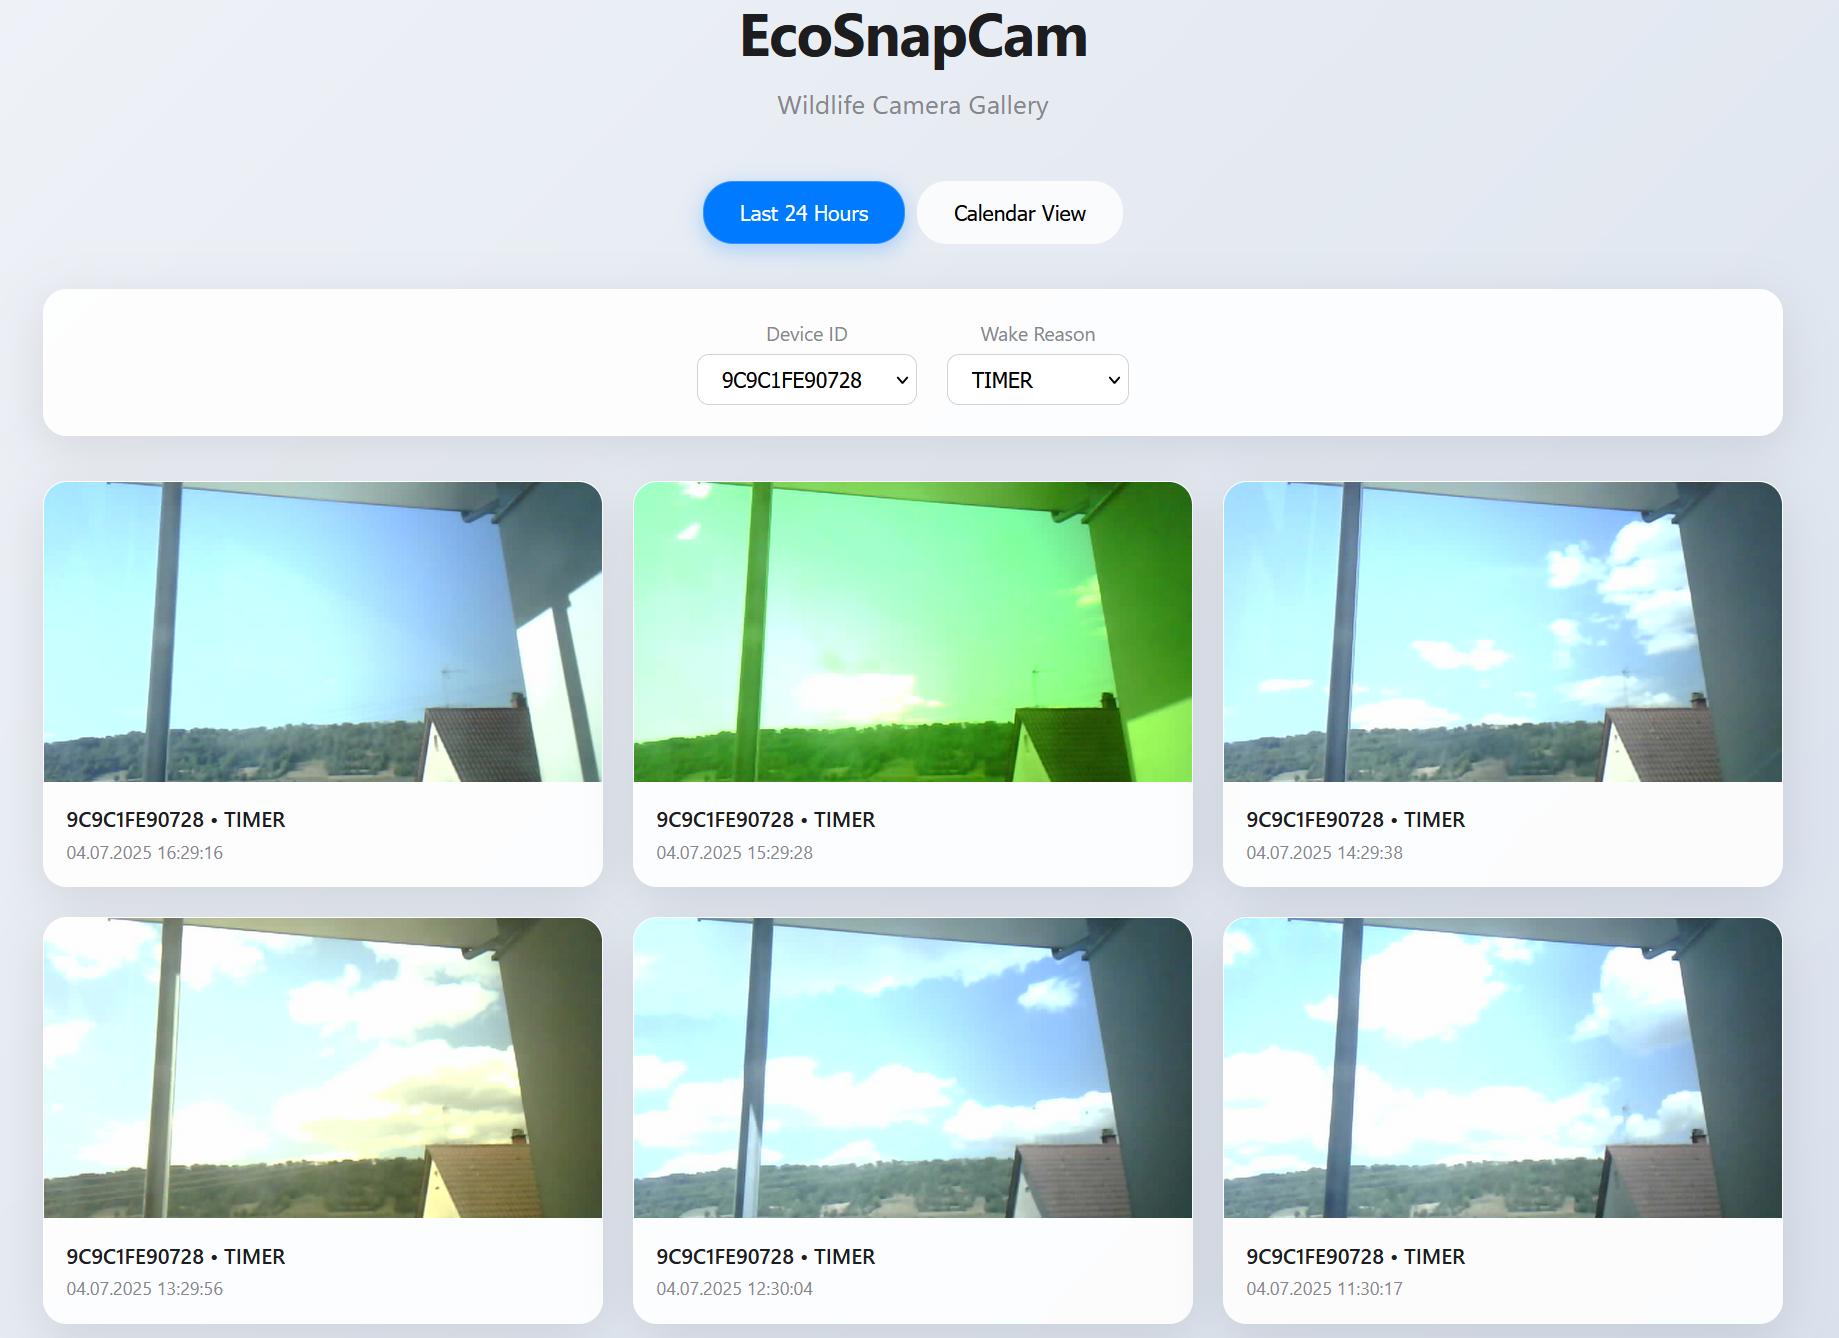 EcoSnapCam
Wildlife Camera Gallery
Last 24 Hours
Calendar View
Device ID
Wake Reason
9C9C1FE90728
TIMER
9C9C1FE90728 • TIMER
04.07.2025 16:29:16
9C9C1FE90728 • TIMER
04.07.2025 15:29:28
9C9C1FE90728 • TIMER
04.07.2025 14:29:38
9C9C1FE90728 • TIMER
04.07.2025 13:29:56
9C9C1FE90728 • TIMER
04.07.2025 12:30:04
9C9C1FE90728 • TIMER
04.07.2025 11:30:17